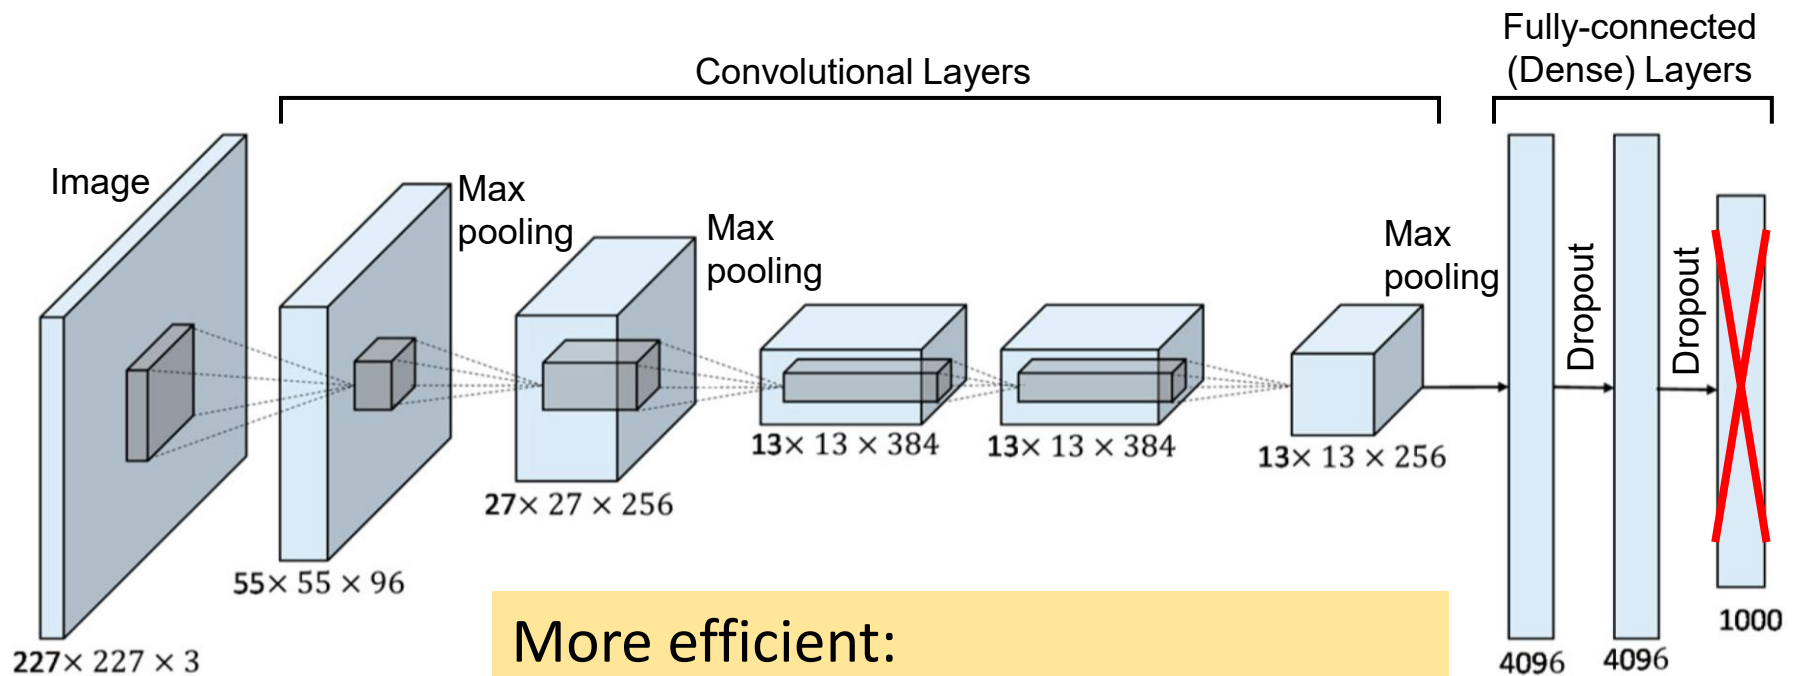 Fully-connected
(Dense) Layers
Convolutional Layers
Image
Max
pooling
Max
pooling
Max
pooling
Dropout
Dropout
227× 227 × 3
55× 55 × 96
27× 27 × 256
13× 13 × 384
13× 13 × 384
13× 13 × 256
4096
4096
1000
More efficient: